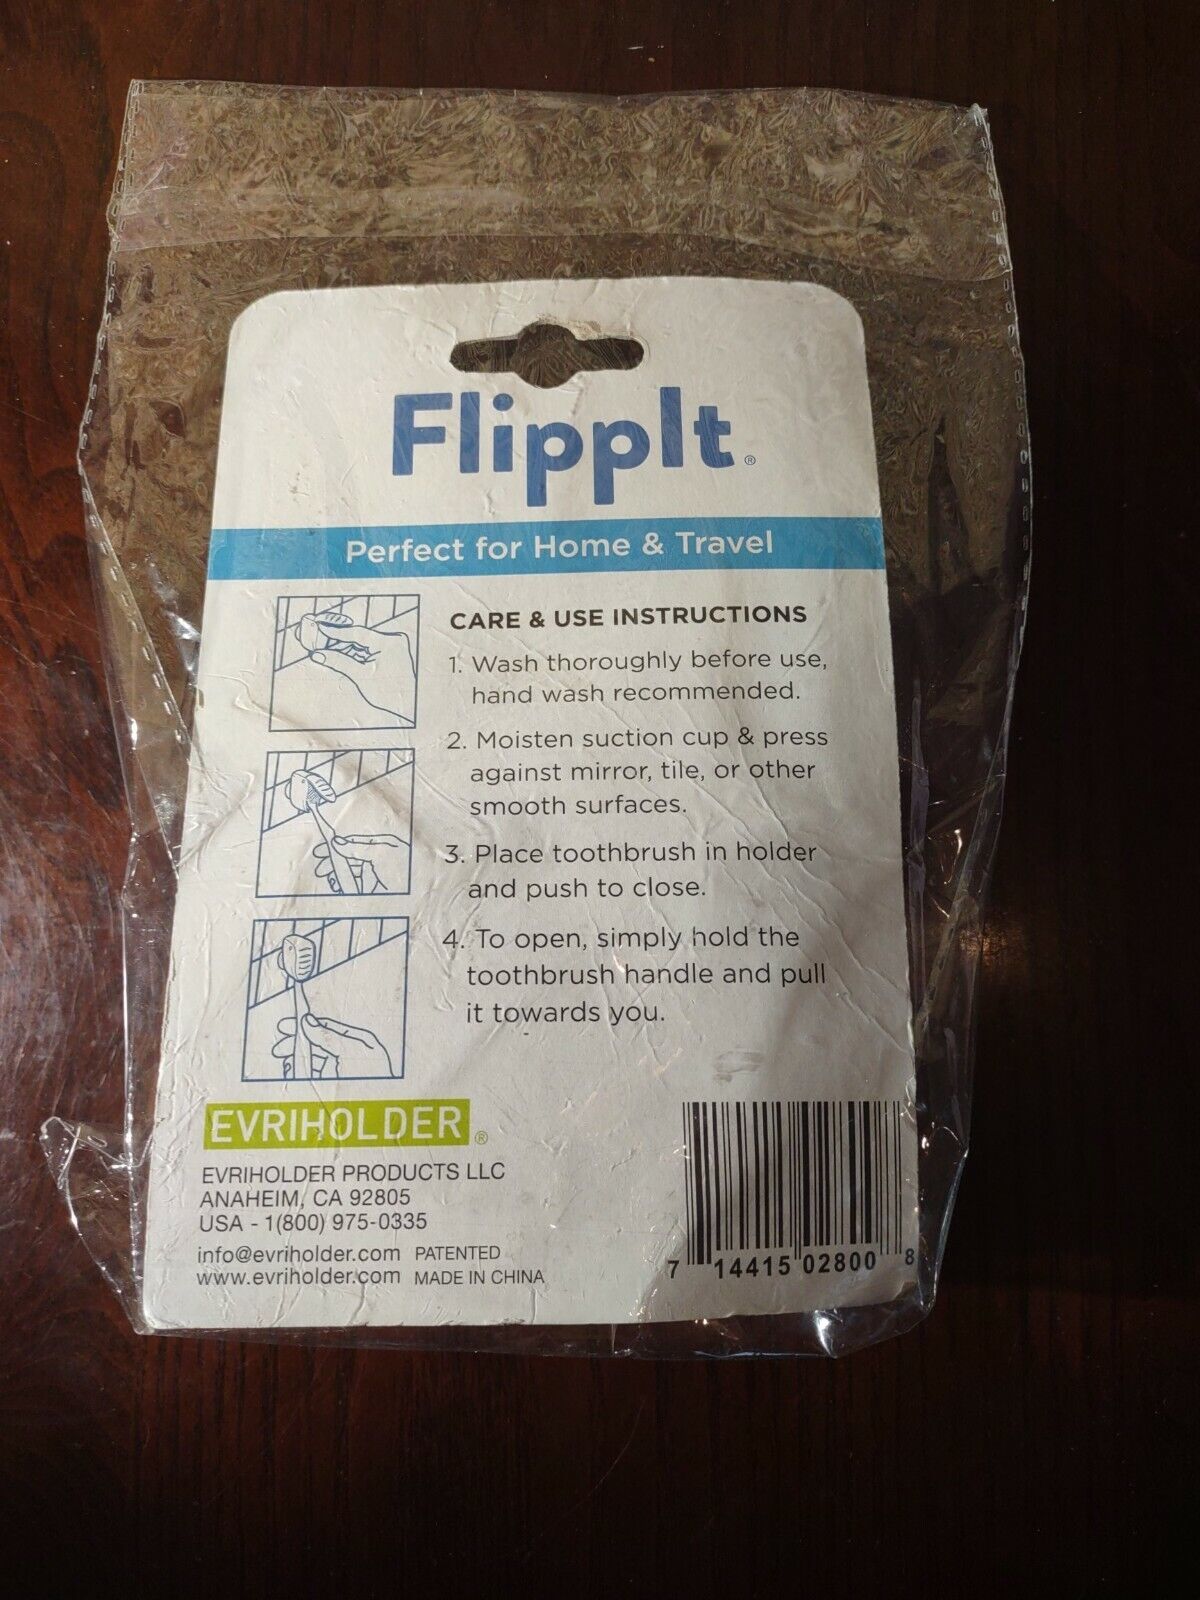 FlippIt®
Perfect for Home & Travel
CARE & USE INSTRUCTIONS
1. Wash thoroughly before use,
hand wash recommended.
2. Moisten suction cup & press
against mirror, tile, or other
smooth surfaces.
3. Place toothbrush in holder
and push to close.
4. To open, simply hold the
toothbrush handle and pull
it towards you.
EVRIHOLDER®
EVRIHOLDER PRODUCTS LLC
ANAHEIM, CA 92805
USA - 1(800) 975-0335
info@evriholder.com PATENTED
www.evriholder.com MADE IN CHINA
7 14415 02800 8